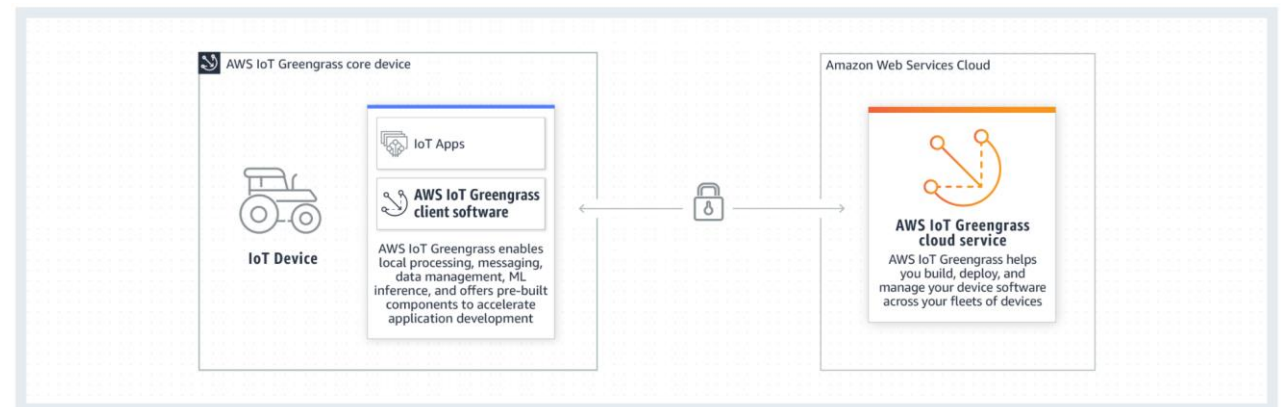 AWS IoT Greengrass core device
IoT Device
IoT Apps
AWS IoT Greengrass
client software
AWS IoT Greengrass enables
local processing, messaging,
data management, ML
inference, and offers pre-built
components to accelerate
application development
Amazon Web Services Cloud
AWS IoT Greengrass
cloud service
AWS IoT Greengrass helps
you build, deploy, and
manage your device software
across your fleets of devices